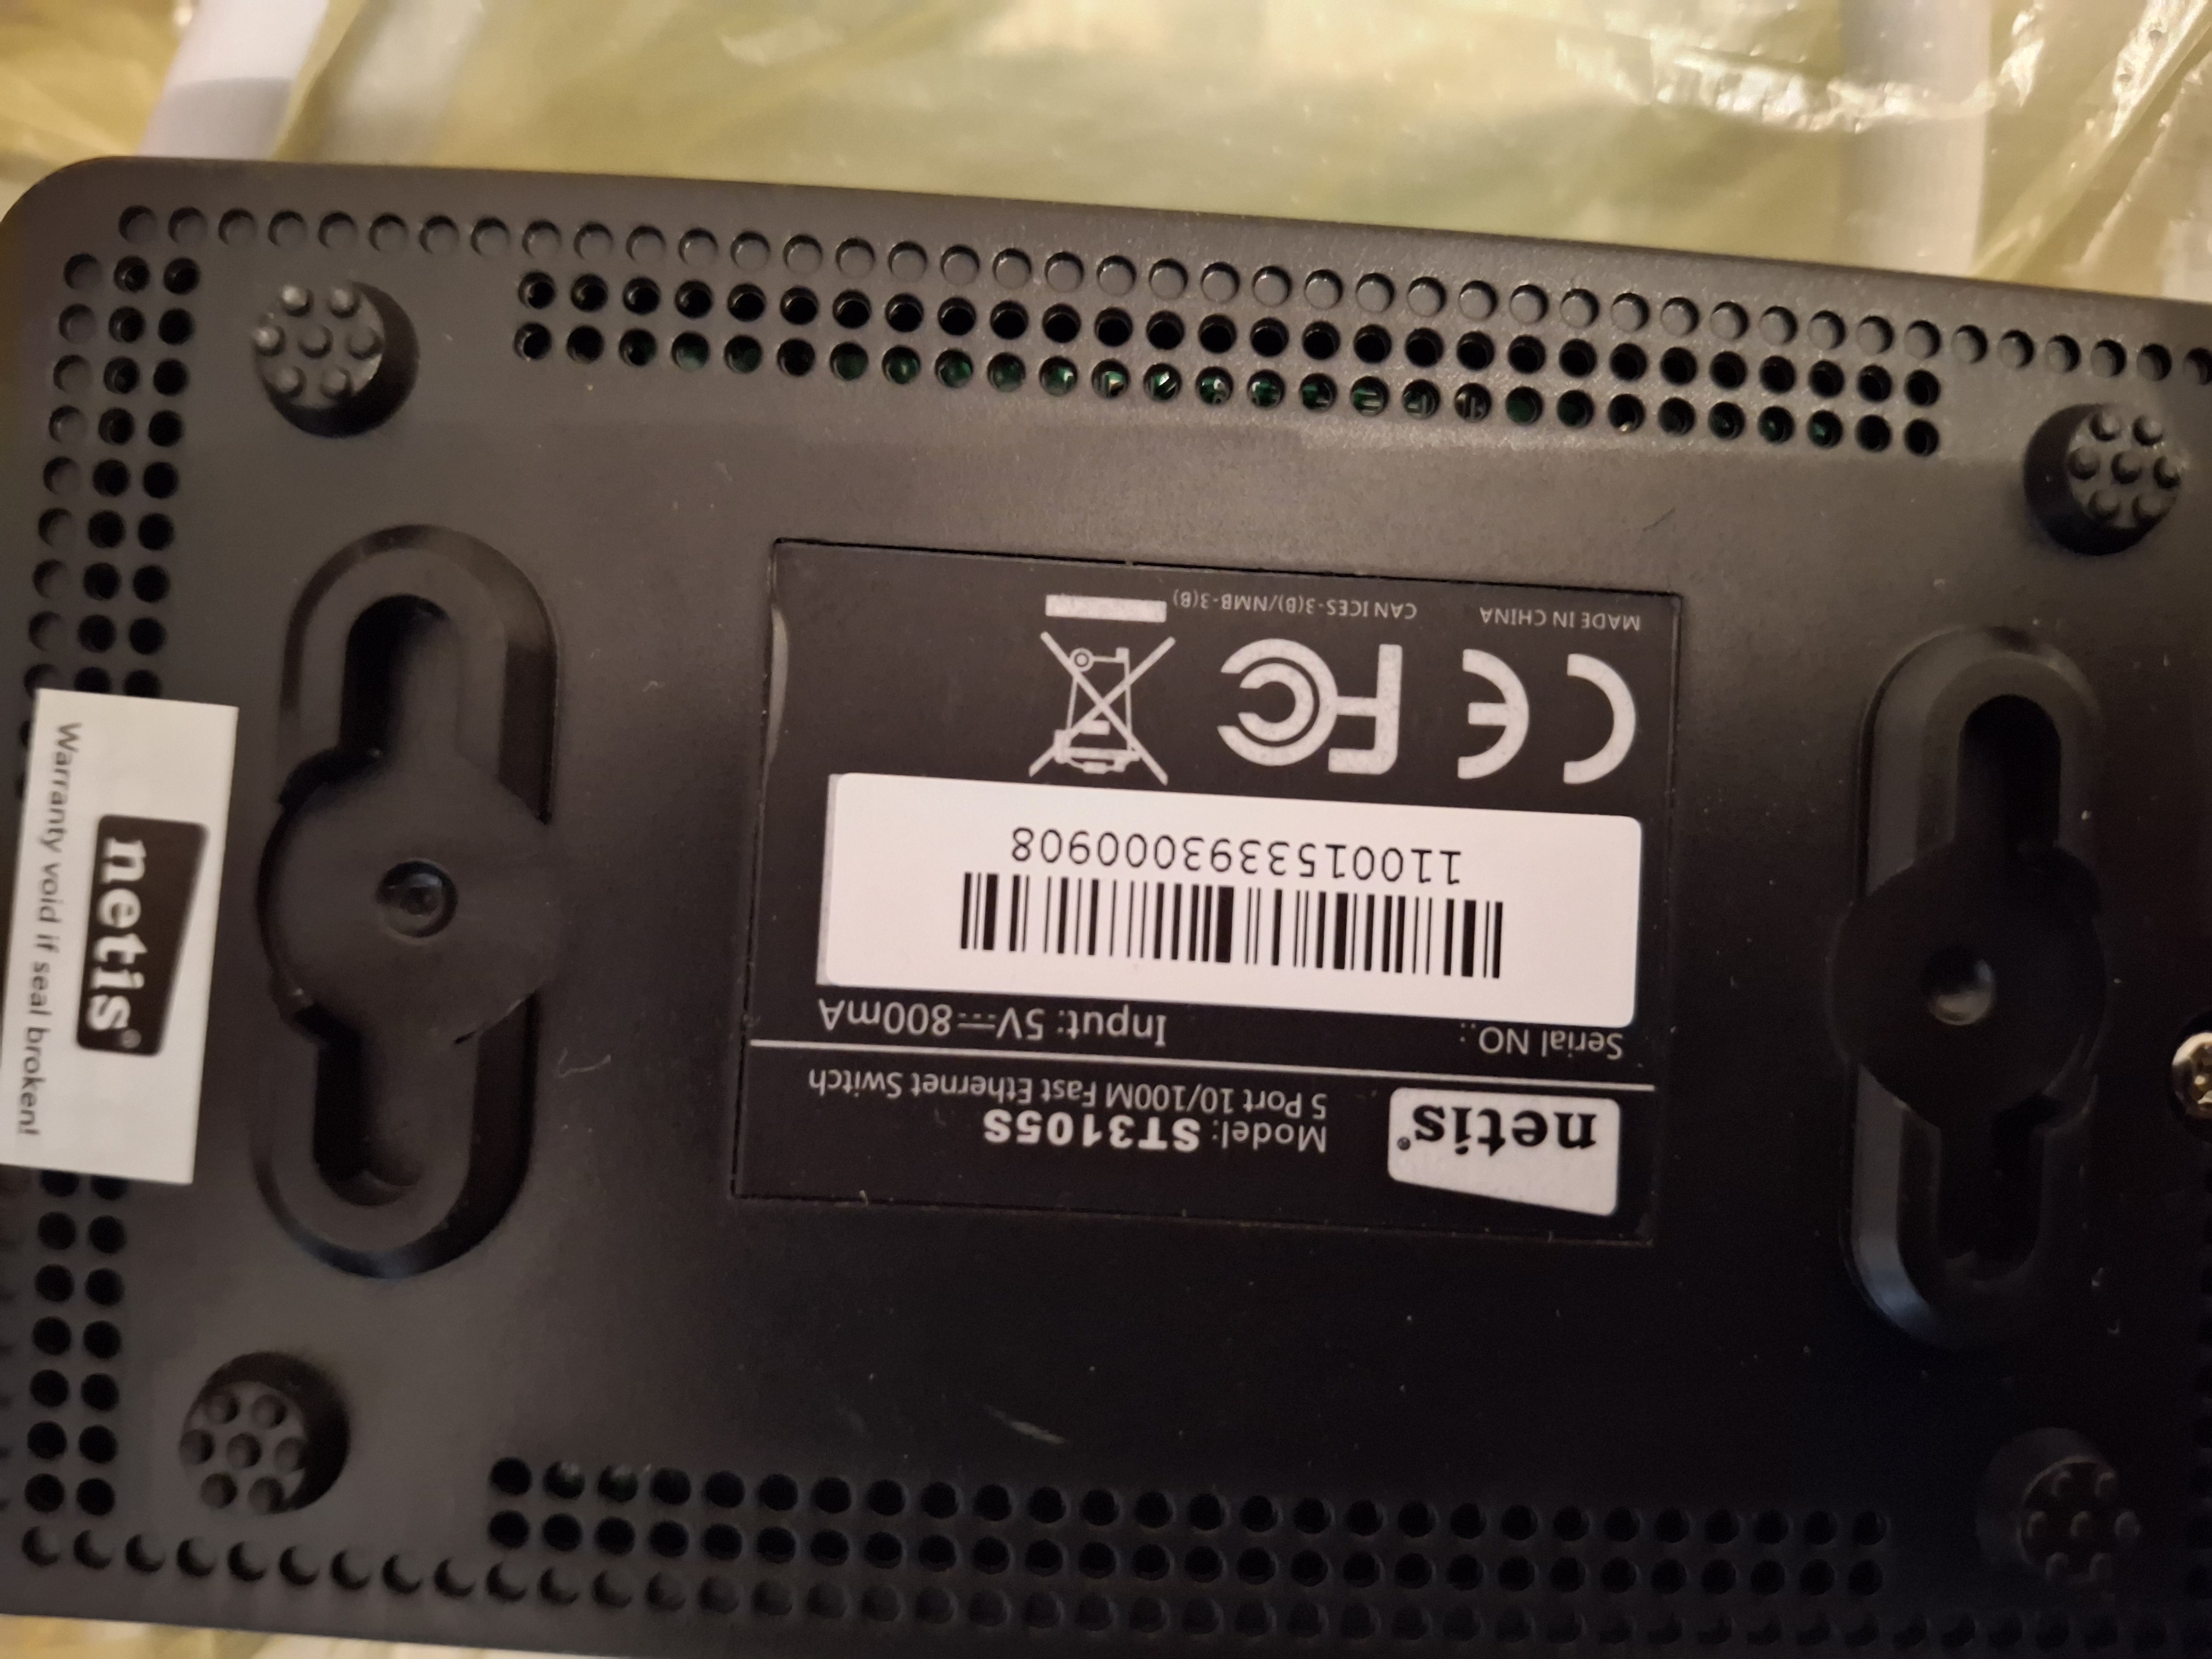 netis®
Model: ST3105S
5 Port 10/100M Fast Ethernet Switch
Serial NO.:
Input: 5V⎓800mA
1100153393000908
CE FC
MADE IN CHINA
CAN ICES-3(B)/NMB-3(B)
netis®
Warranty void if seal broken!